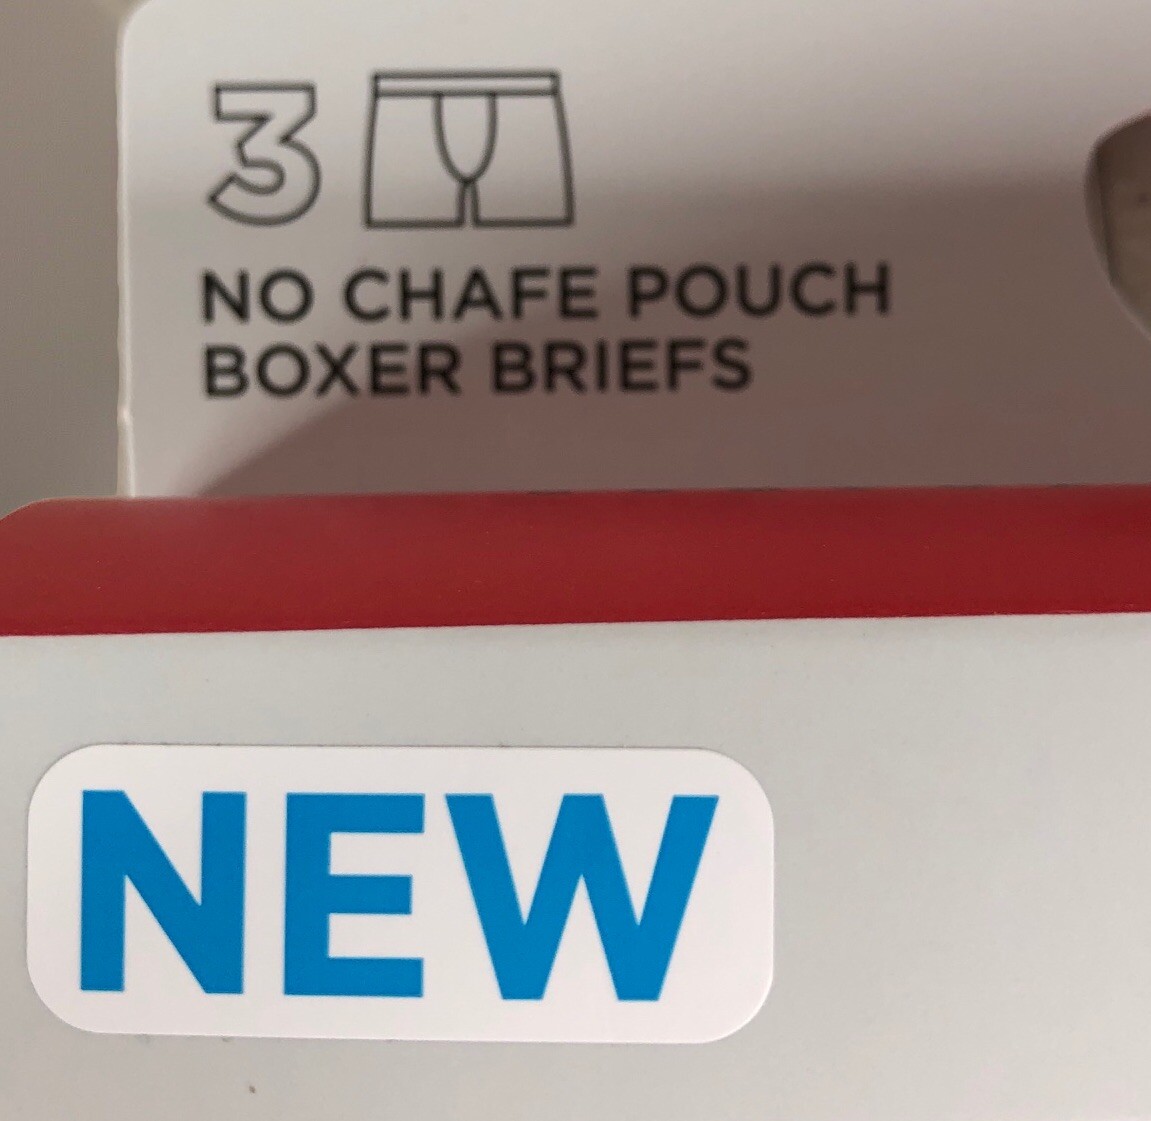 3
NO CHAFE POUCH
BOXER BRIEFS
NEW